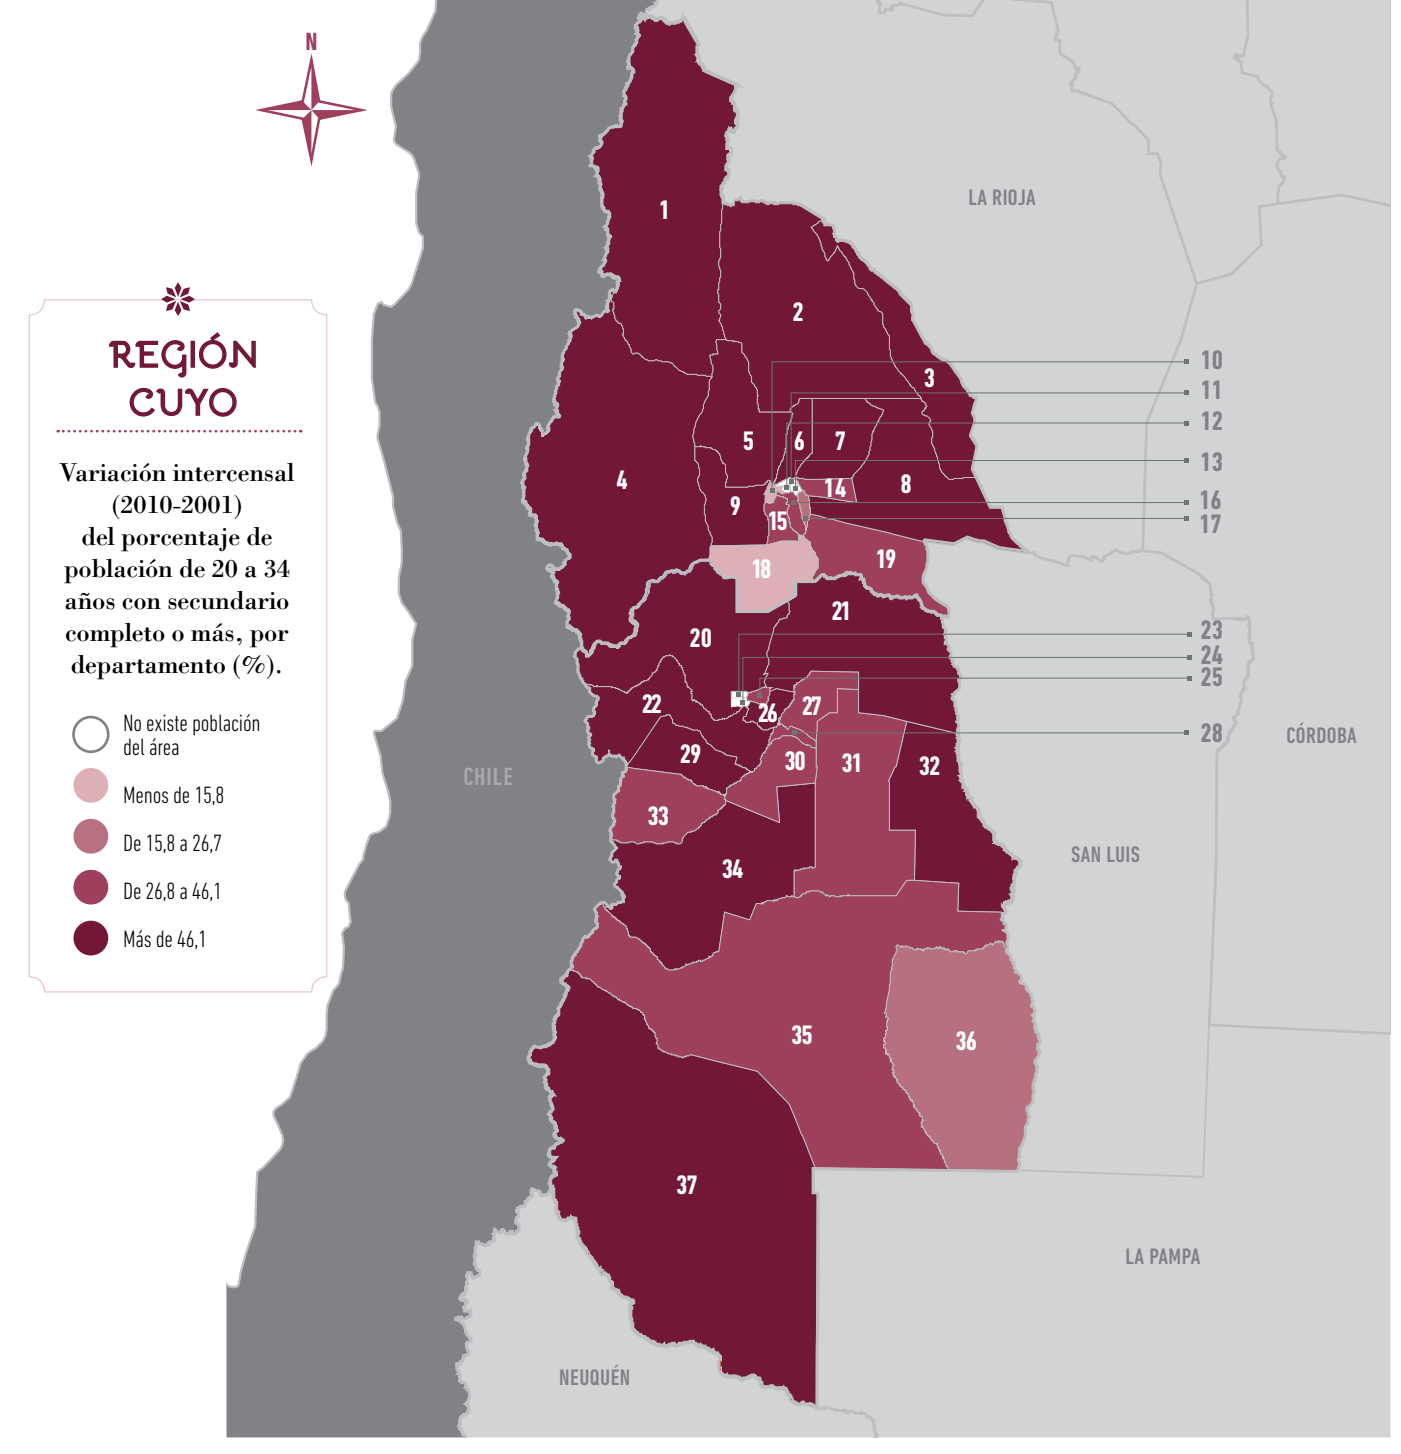 N
REGIÓN
CUYO
Variación intercensal
(2010-2001)
del porcentaje de
población de 20 a 34
años con secundario
completo o más, por
departamento (%).
No existe población
del área
Menos de 15,8
De 15,8 a 26,7
De 26,8 a 46,1
Más de 46,1
1
LA RIOJA
2
10
3
11
12
5
6
7
13
4
8
14
9
16
15
17
19
18
21
23
20
24
25
22
27
26
28
CÓRDOBA
29
30
31
32
CHILE
33
SAN LUIS
34
35
36
37
LA PAMPA
NEUQUÉN